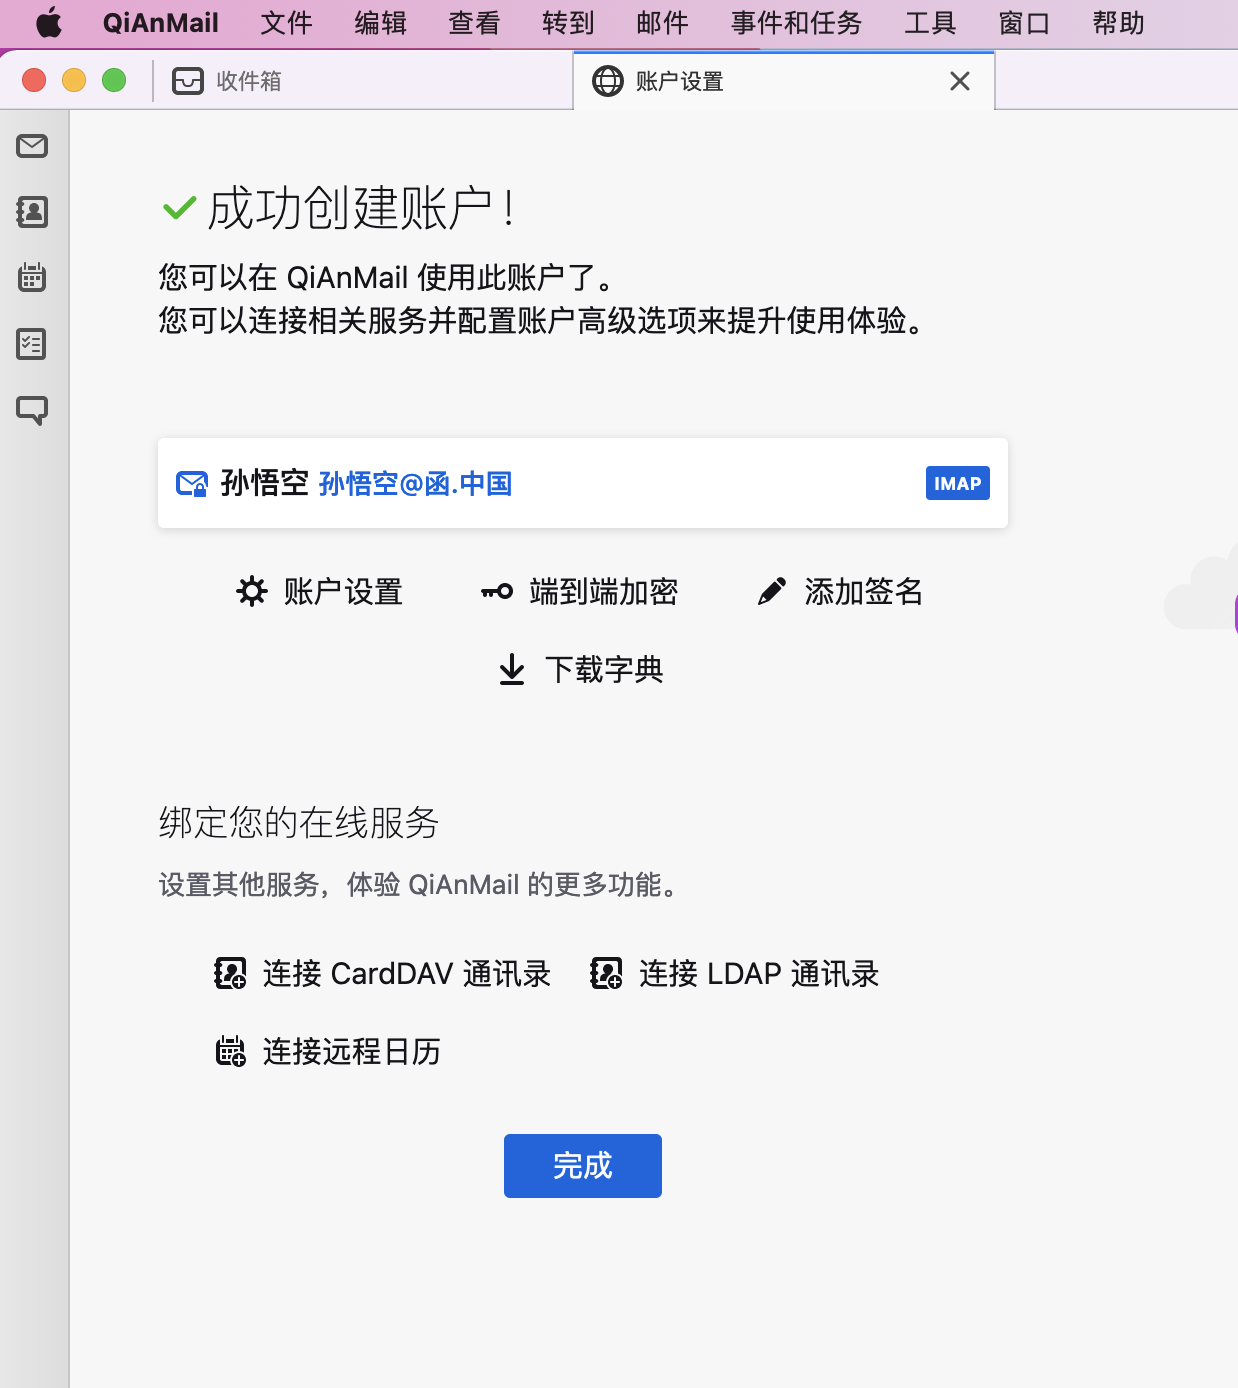 QiAnMail 文件 编辑 查看 转到 邮件 事件和任务 工具 窗口 帮助
收件箱 账户设置
成功创建账户！
您可以在 QiAnMail 使用此账户了。
您可以连接相关服务并配置账户高级选项来提升使用体验。
孙悟空 孙悟空@函.中国 IMAP
账户设置 端到端加密 添加签名
下载字典
绑定您的在线服务
设置其他服务，体验 QiAnMail 的更多功能。
连接 CardDAV 通讯录 连接 LDAP 通讯录
连接远程日历
完成